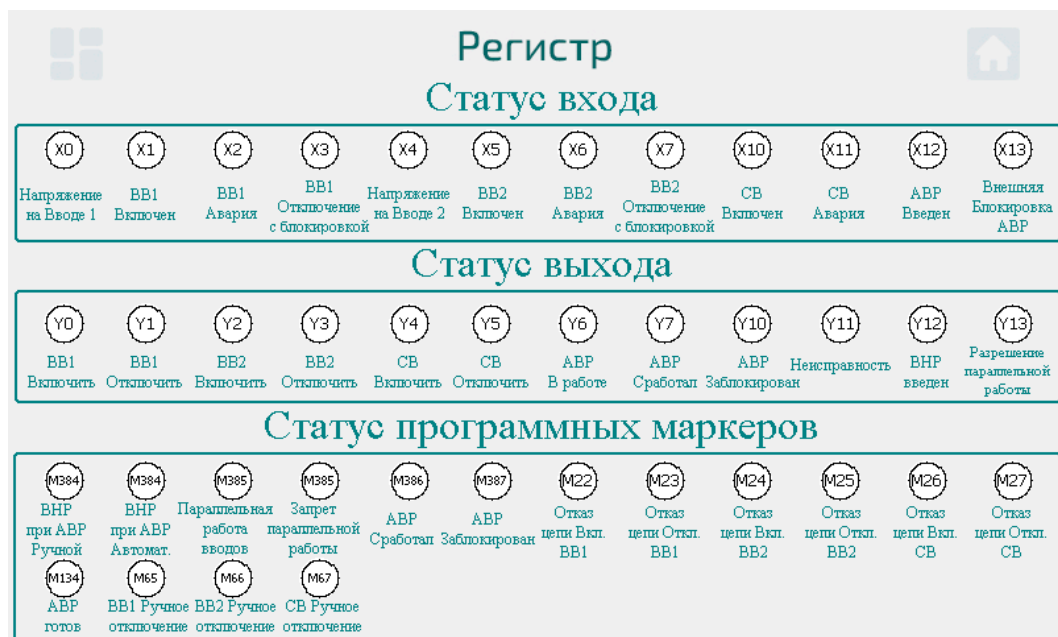 Регистр
Статус входа
X0 X1 X2 X3 X4 X5 X6 X7 X10 X11 X12 X13
Напряжение на Вводе 1
ВВ1 Включен
ВВ1 Авария
ВВ1 Отключение с блокировкой
Напряжение на Вводе 2
ВВ2 Включен
ВВ2 Авария
ВВ2 Отключение с блокировкой
СВ Включен
СВ Авария
АВР Введен
Внешняя Блокировка АВР
Статус выхода
Y0 Y1 Y2 Y3 Y4 Y5 Y6 Y7 Y10 Y11 Y12 Y13
ВВ1 Включить
ВВ1 Отключить
ВВ2 Включить
ВВ2 Отключить
СВ Включить
СВ Отключить
АВР В работе
АВР Сработал
АВР Заблокирован
Неисправность
ВНР введен
Разрешение параллельной работы
Статус программных маркеров
M384 M384 M385 M385 M386 M387 M22 M23 M24 M25 M26 M27
ВНР при АВР Ручной
ВНР при АВР Автомат.
Параллельная работа вводов
Запрет параллельной работы
АВР Сработал
АВР Заблокирован
Отказ цепи Вкл. ВВ1
Отказ цепи Откл. ВВ1
Отказ цепи Вкл. ВВ2
Отказ цепи Откл. ВВ2
Отказ цепи Вкл. СВ
Отказ цепи Откл. СВ
M134 M65 M66 M67
АВР готов
ВВ1 Ручное отключение
ВВ2 Ручное отключение
СВ Ручное отключение